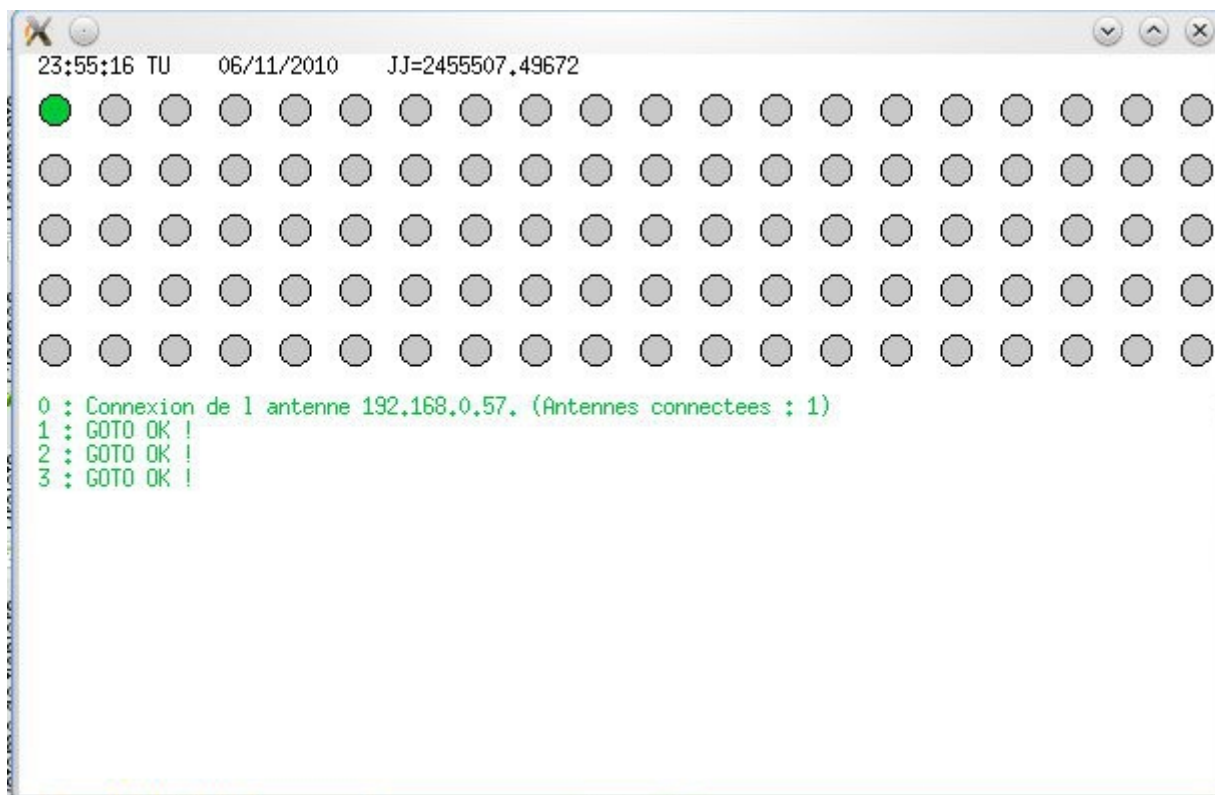 23:55:16 TU 06/11/2010 JJ=2455507.49672
0 : Connexion de l antenne 192.168.0.57. (Antennes connectees : 1)
1 : GOTO OK !
2 : GOTO OK !
3 : GOTO OK !